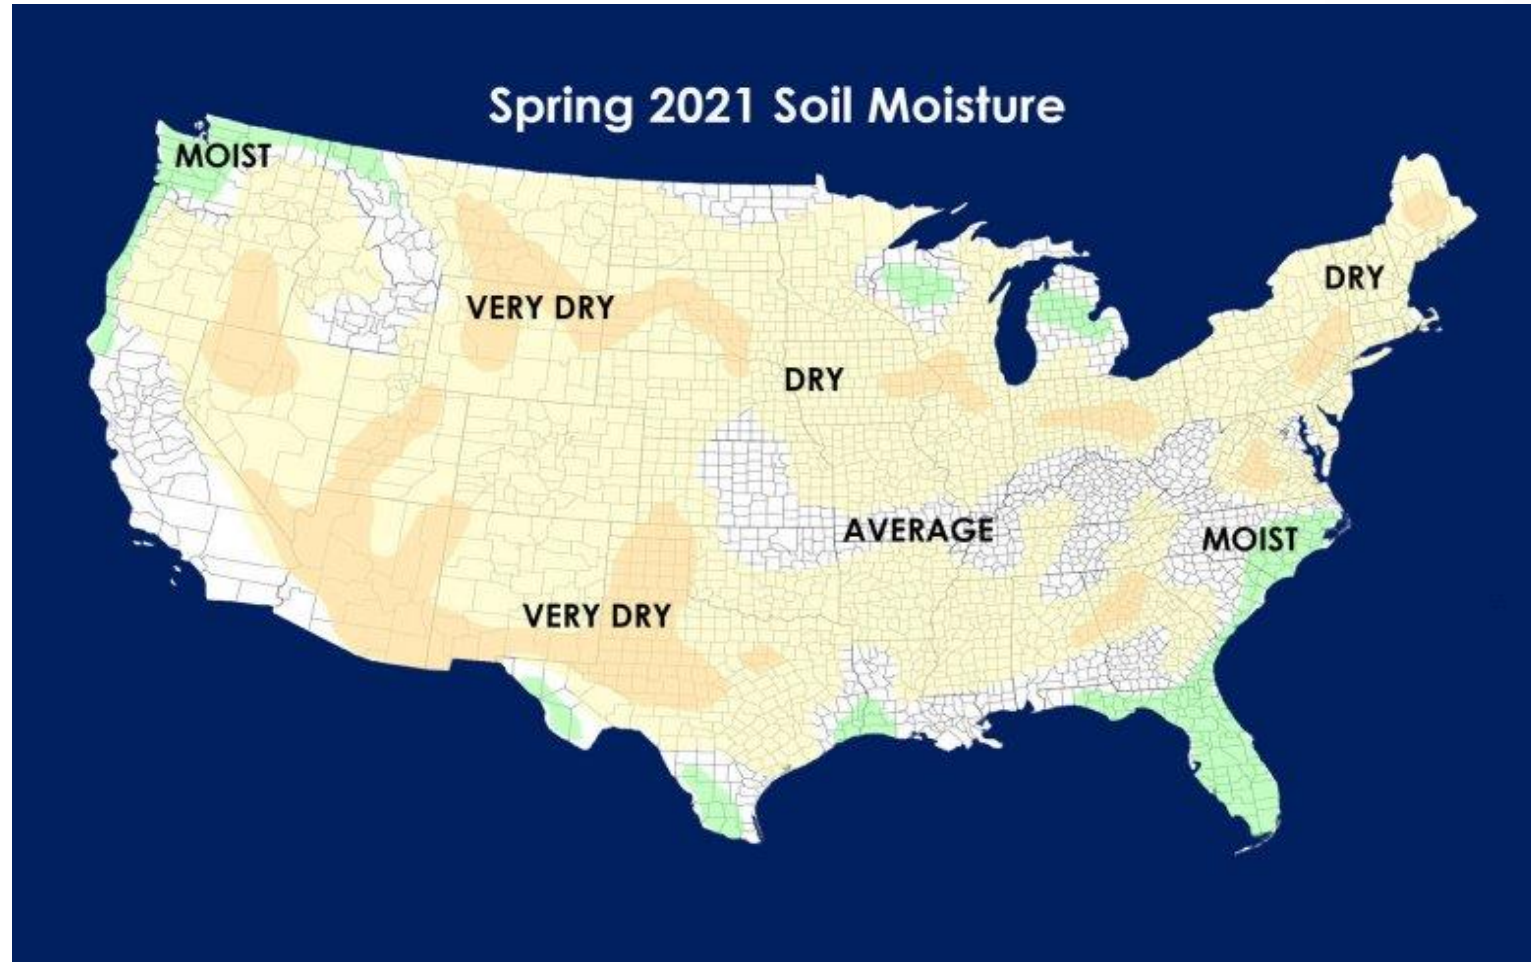 Spring 2021 Soil Moisture
MOIST
DRY
VERY DRY
DRY
AVERAGE
MOIST
VERY DRY